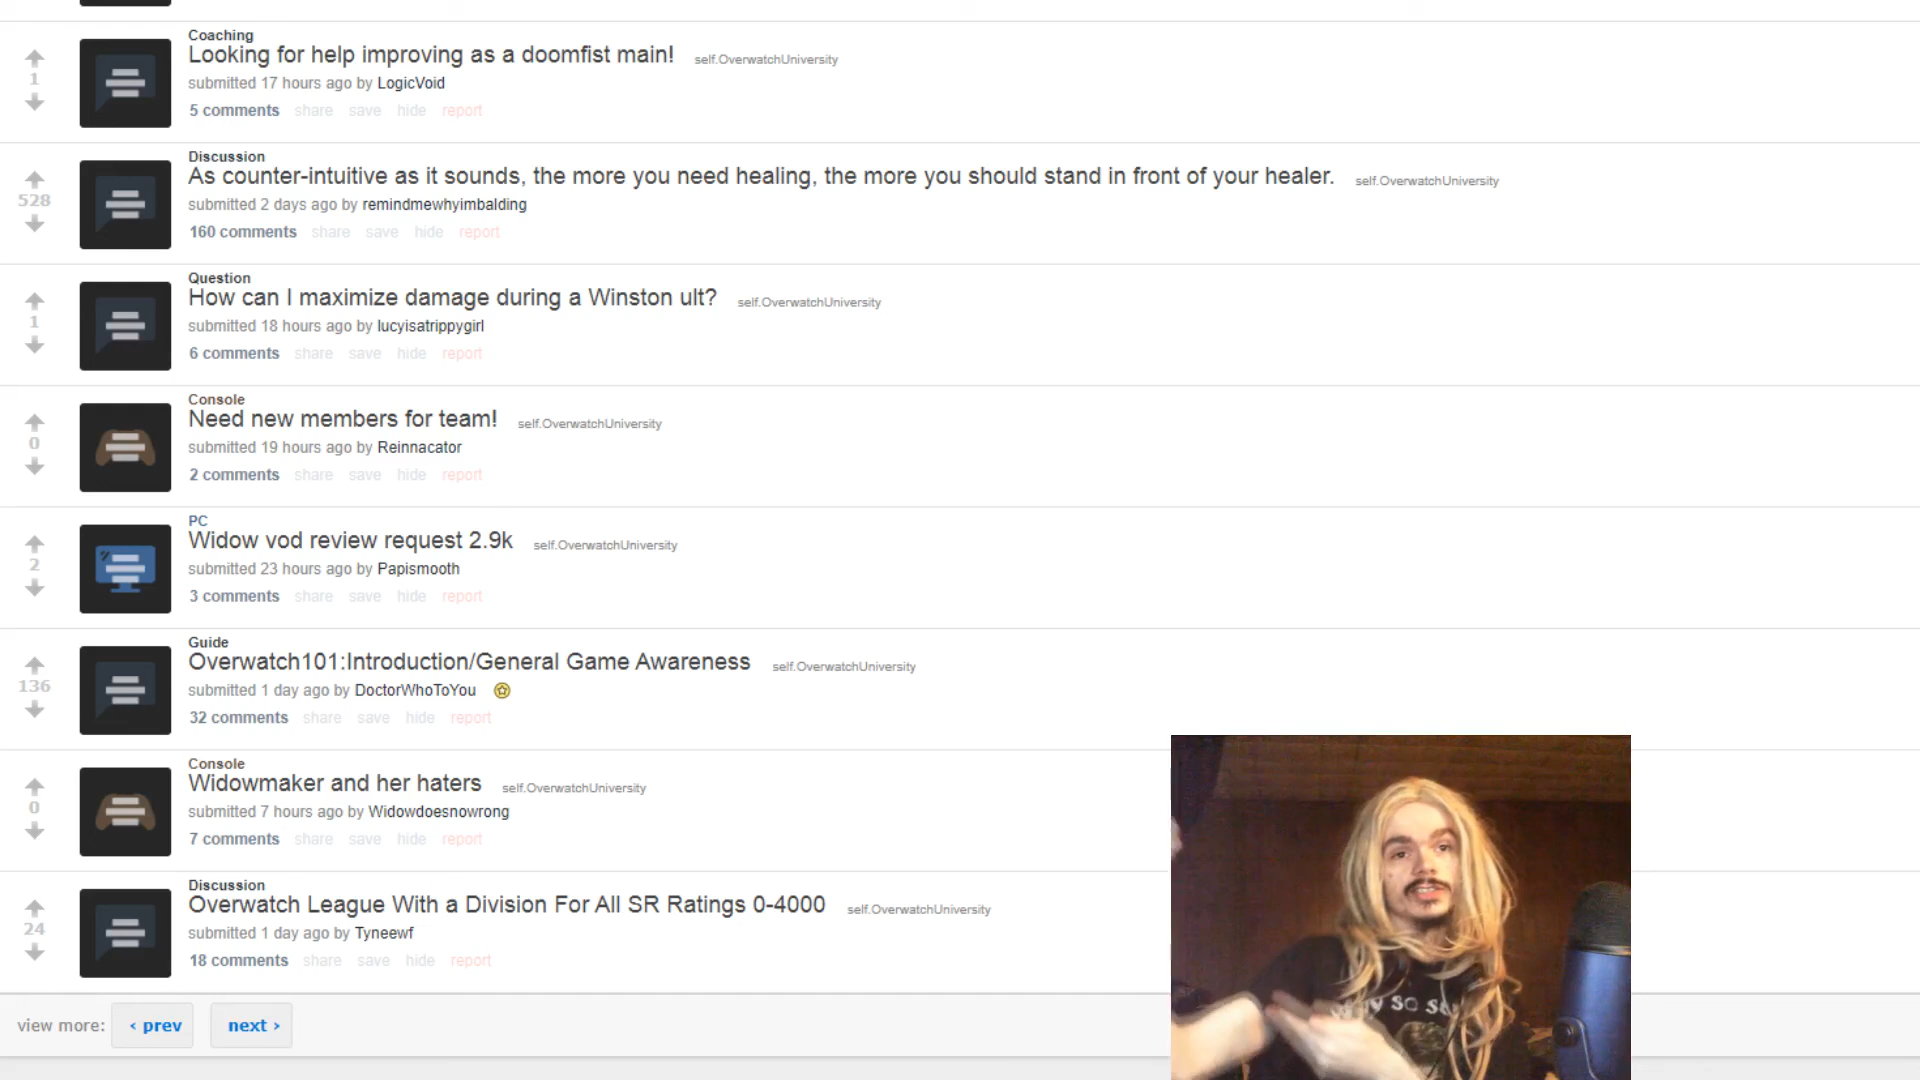 Coaching
Looking for help improving as a doomfist main! self.OverwatchUniversity
1
submitted 17 hours ago by LogicVoid
5 comments share save hide report
Discussion
As counter-intuitive as it sounds, the more you need healing, the more you should stand in front of your healer. self.OverwatchUniversity
528
submitted 2 days ago by remindmewhyimbalding
160 comments share save hide report
Question
How can I maximize damage during a Winston ult? self.OverwatchUniversity
1
submitted 18 hours ago by lucyisatrippygirl
6 comments share save hide report
Console
Need new members for team! self.OverwatchUniversity
0
submitted 19 hours ago by Reinnacator
2 comments share save hide report
PC
Widow vod review request 2.9k self.OverwatchUniversity
2
submitted 23 hours ago by Papismooth
3 comments share save hide report
Guide
Overwatch101:Introduction/General Game Awareness self.OverwatchUniversity
136
submitted 1 day ago by DoctorWhoToYou
32 comments share save hide report
Console
Widowmaker and her haters self.OverwatchUniversity
0
submitted 7 hours ago by Widowdoesnowrong
7 comments share save hide report
Discussion
Overwatch League With a Division For All SR Ratings 0-4000 self.OverwatchUniversity
24
submitted 1 day ago by Tyneewf
18 comments share save hide report
view more: ‹ prev next ›
so